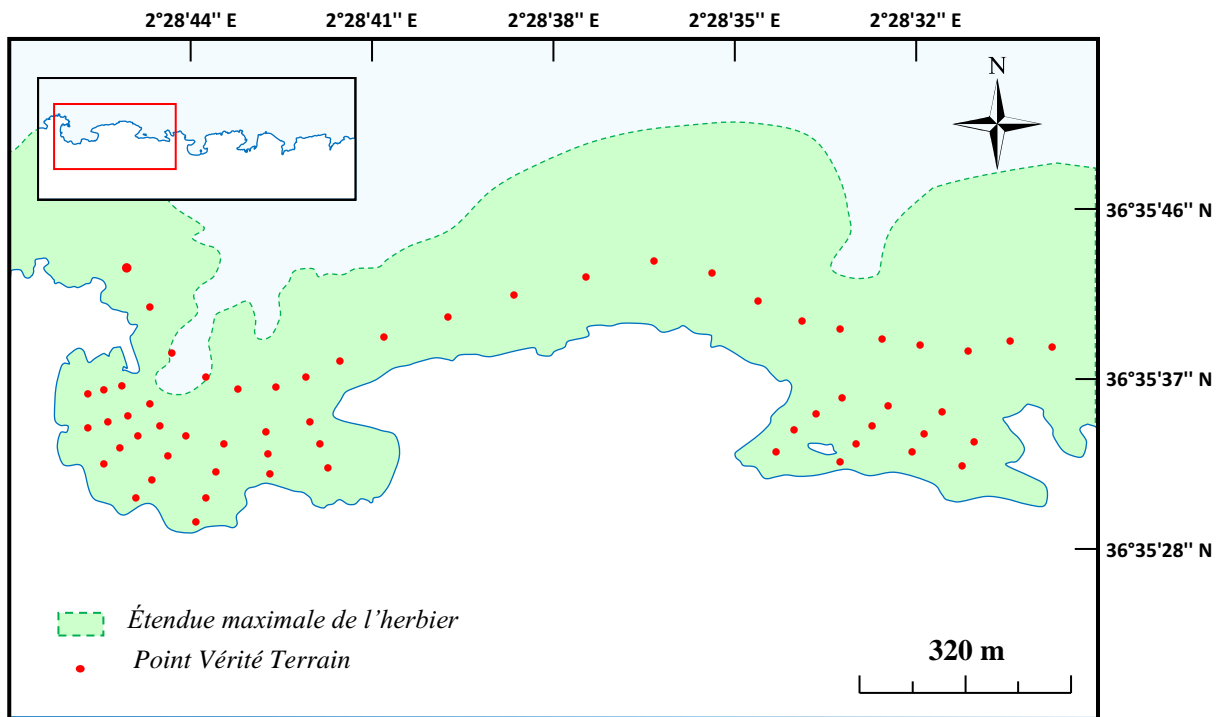 2°28'44'' E 2°28'41'' E 2°28'38'' E 2°28'35'' E 2°28'32'' E
N
36°35'46'' N
36°35'37'' N
36°35'28'' N
Étendue maximale de l'herbier
Point Vérité Terrain
320 m